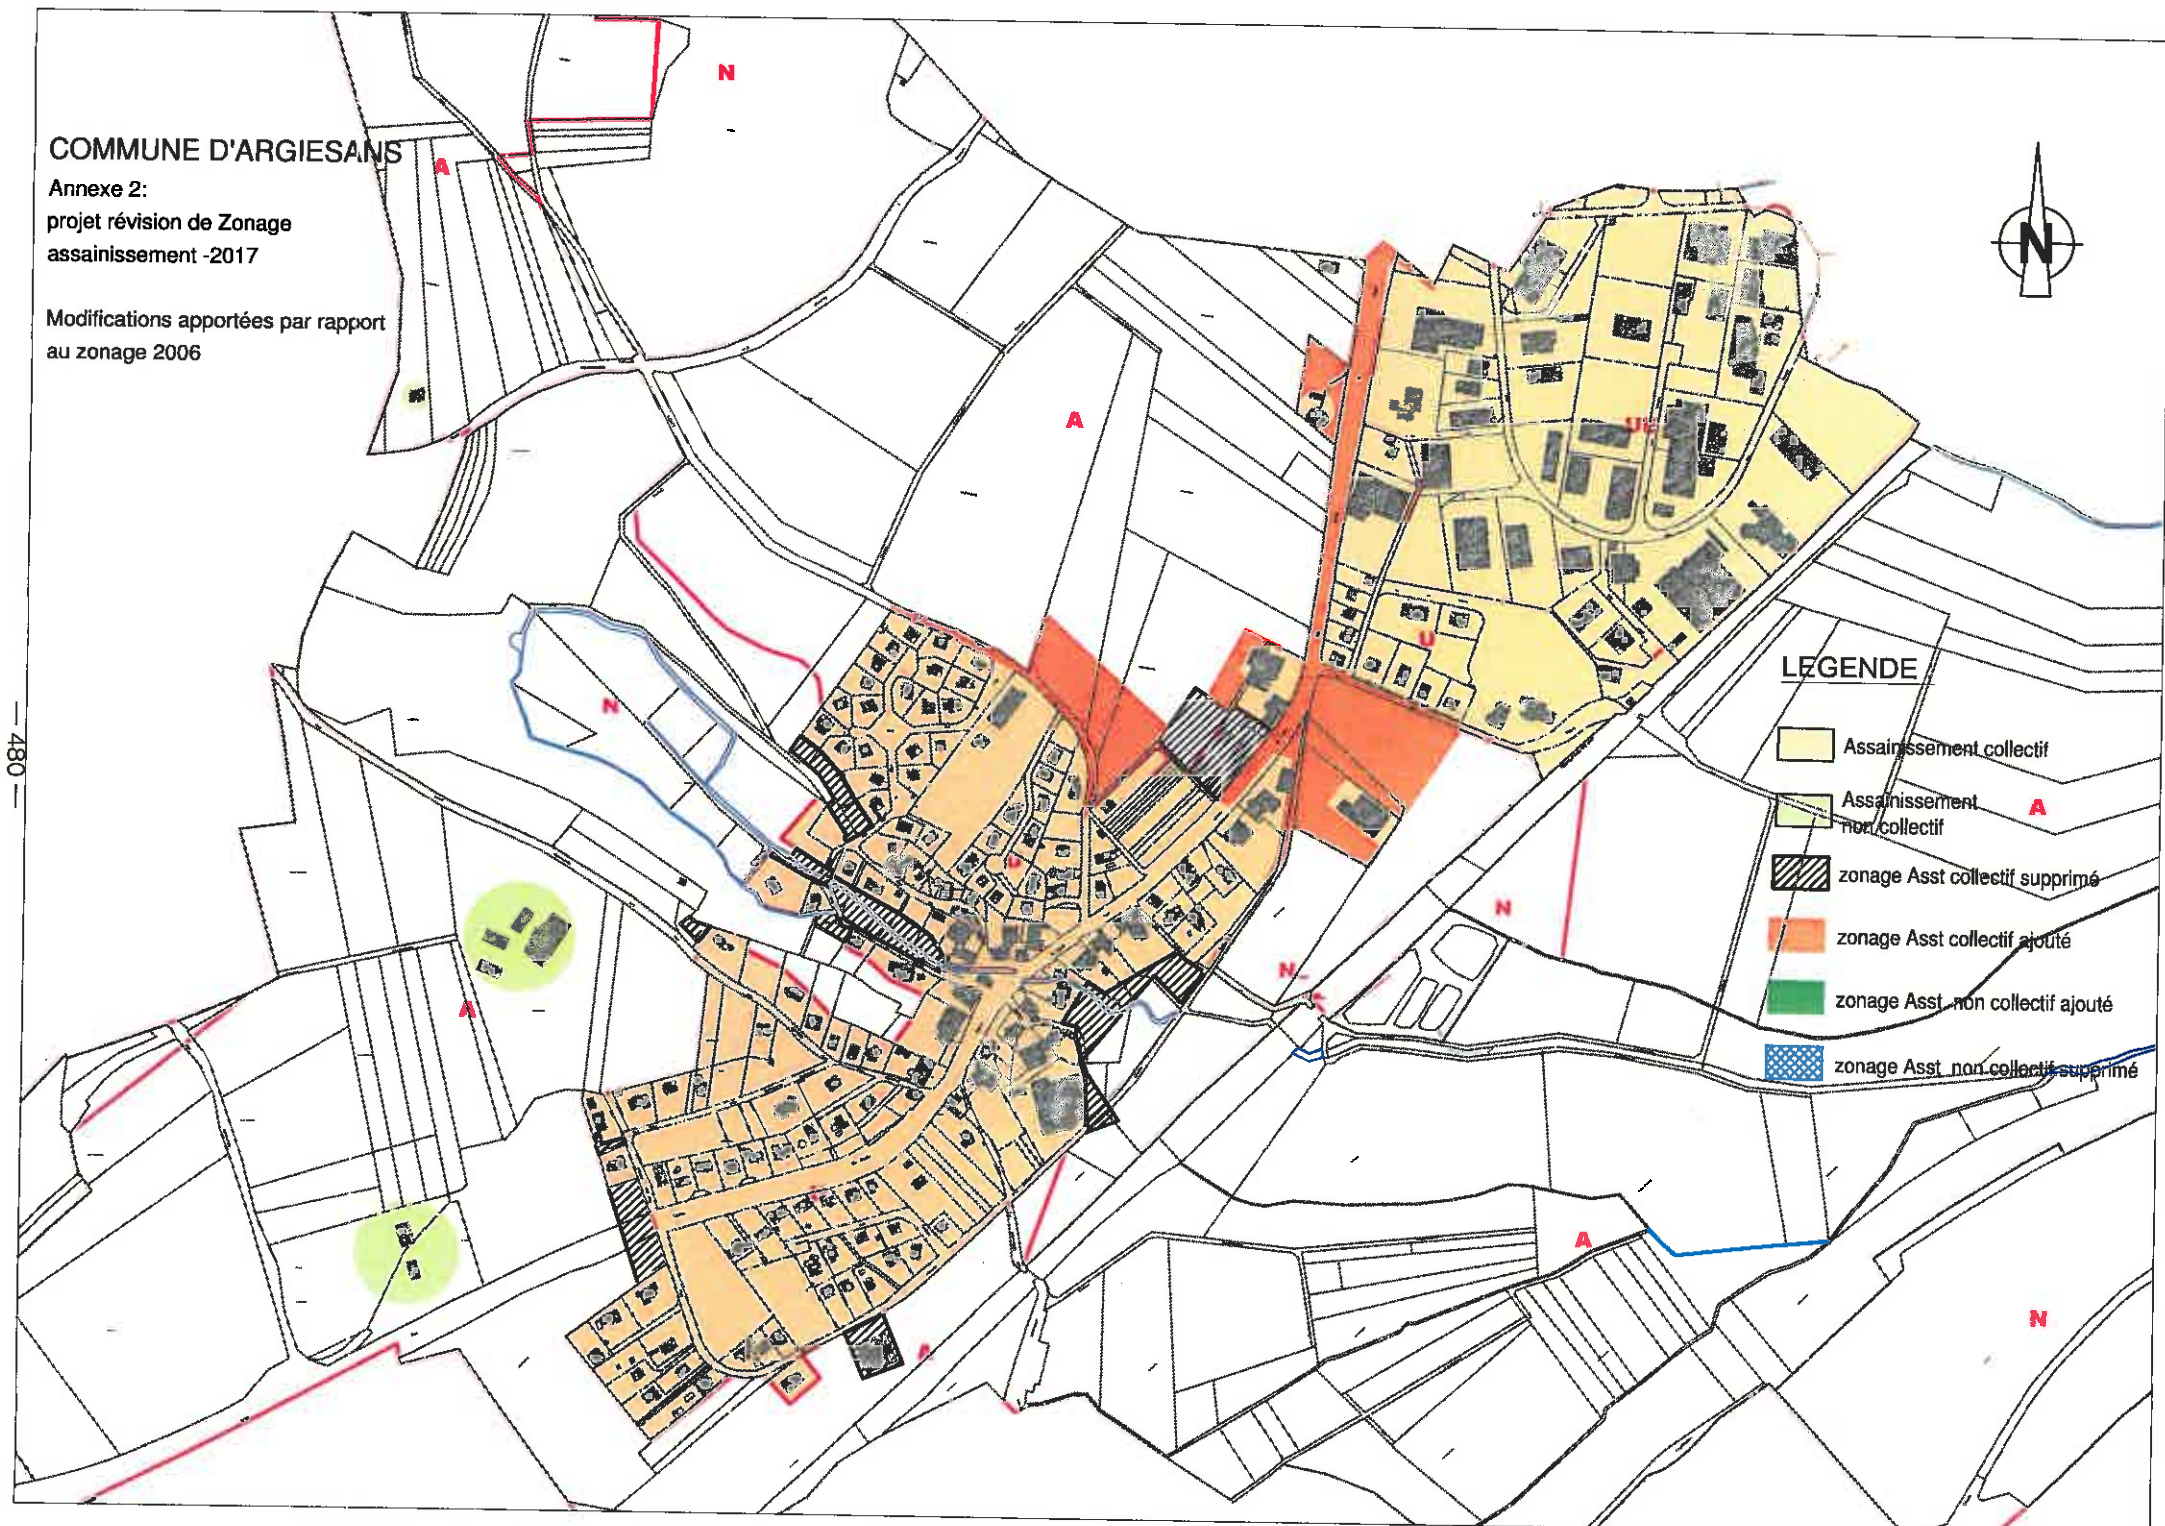 COMMUNE D'ARGIESANS
Annexe 2:
projet révision de Zonage
assainissement -2017
Modifications apportées par rapport
au zonage 2006
N
A
N
A
UE
U
N
U
A
N
N
A
A
A
N
LEGENDE
Assainissement collectif
Assainissement
non collectif
zonage Asst collectif supprimé
zonage Asst collectif ajouté
zonage Asst non collectif ajouté
zonage Asst non collectif supprimé
— 480 —